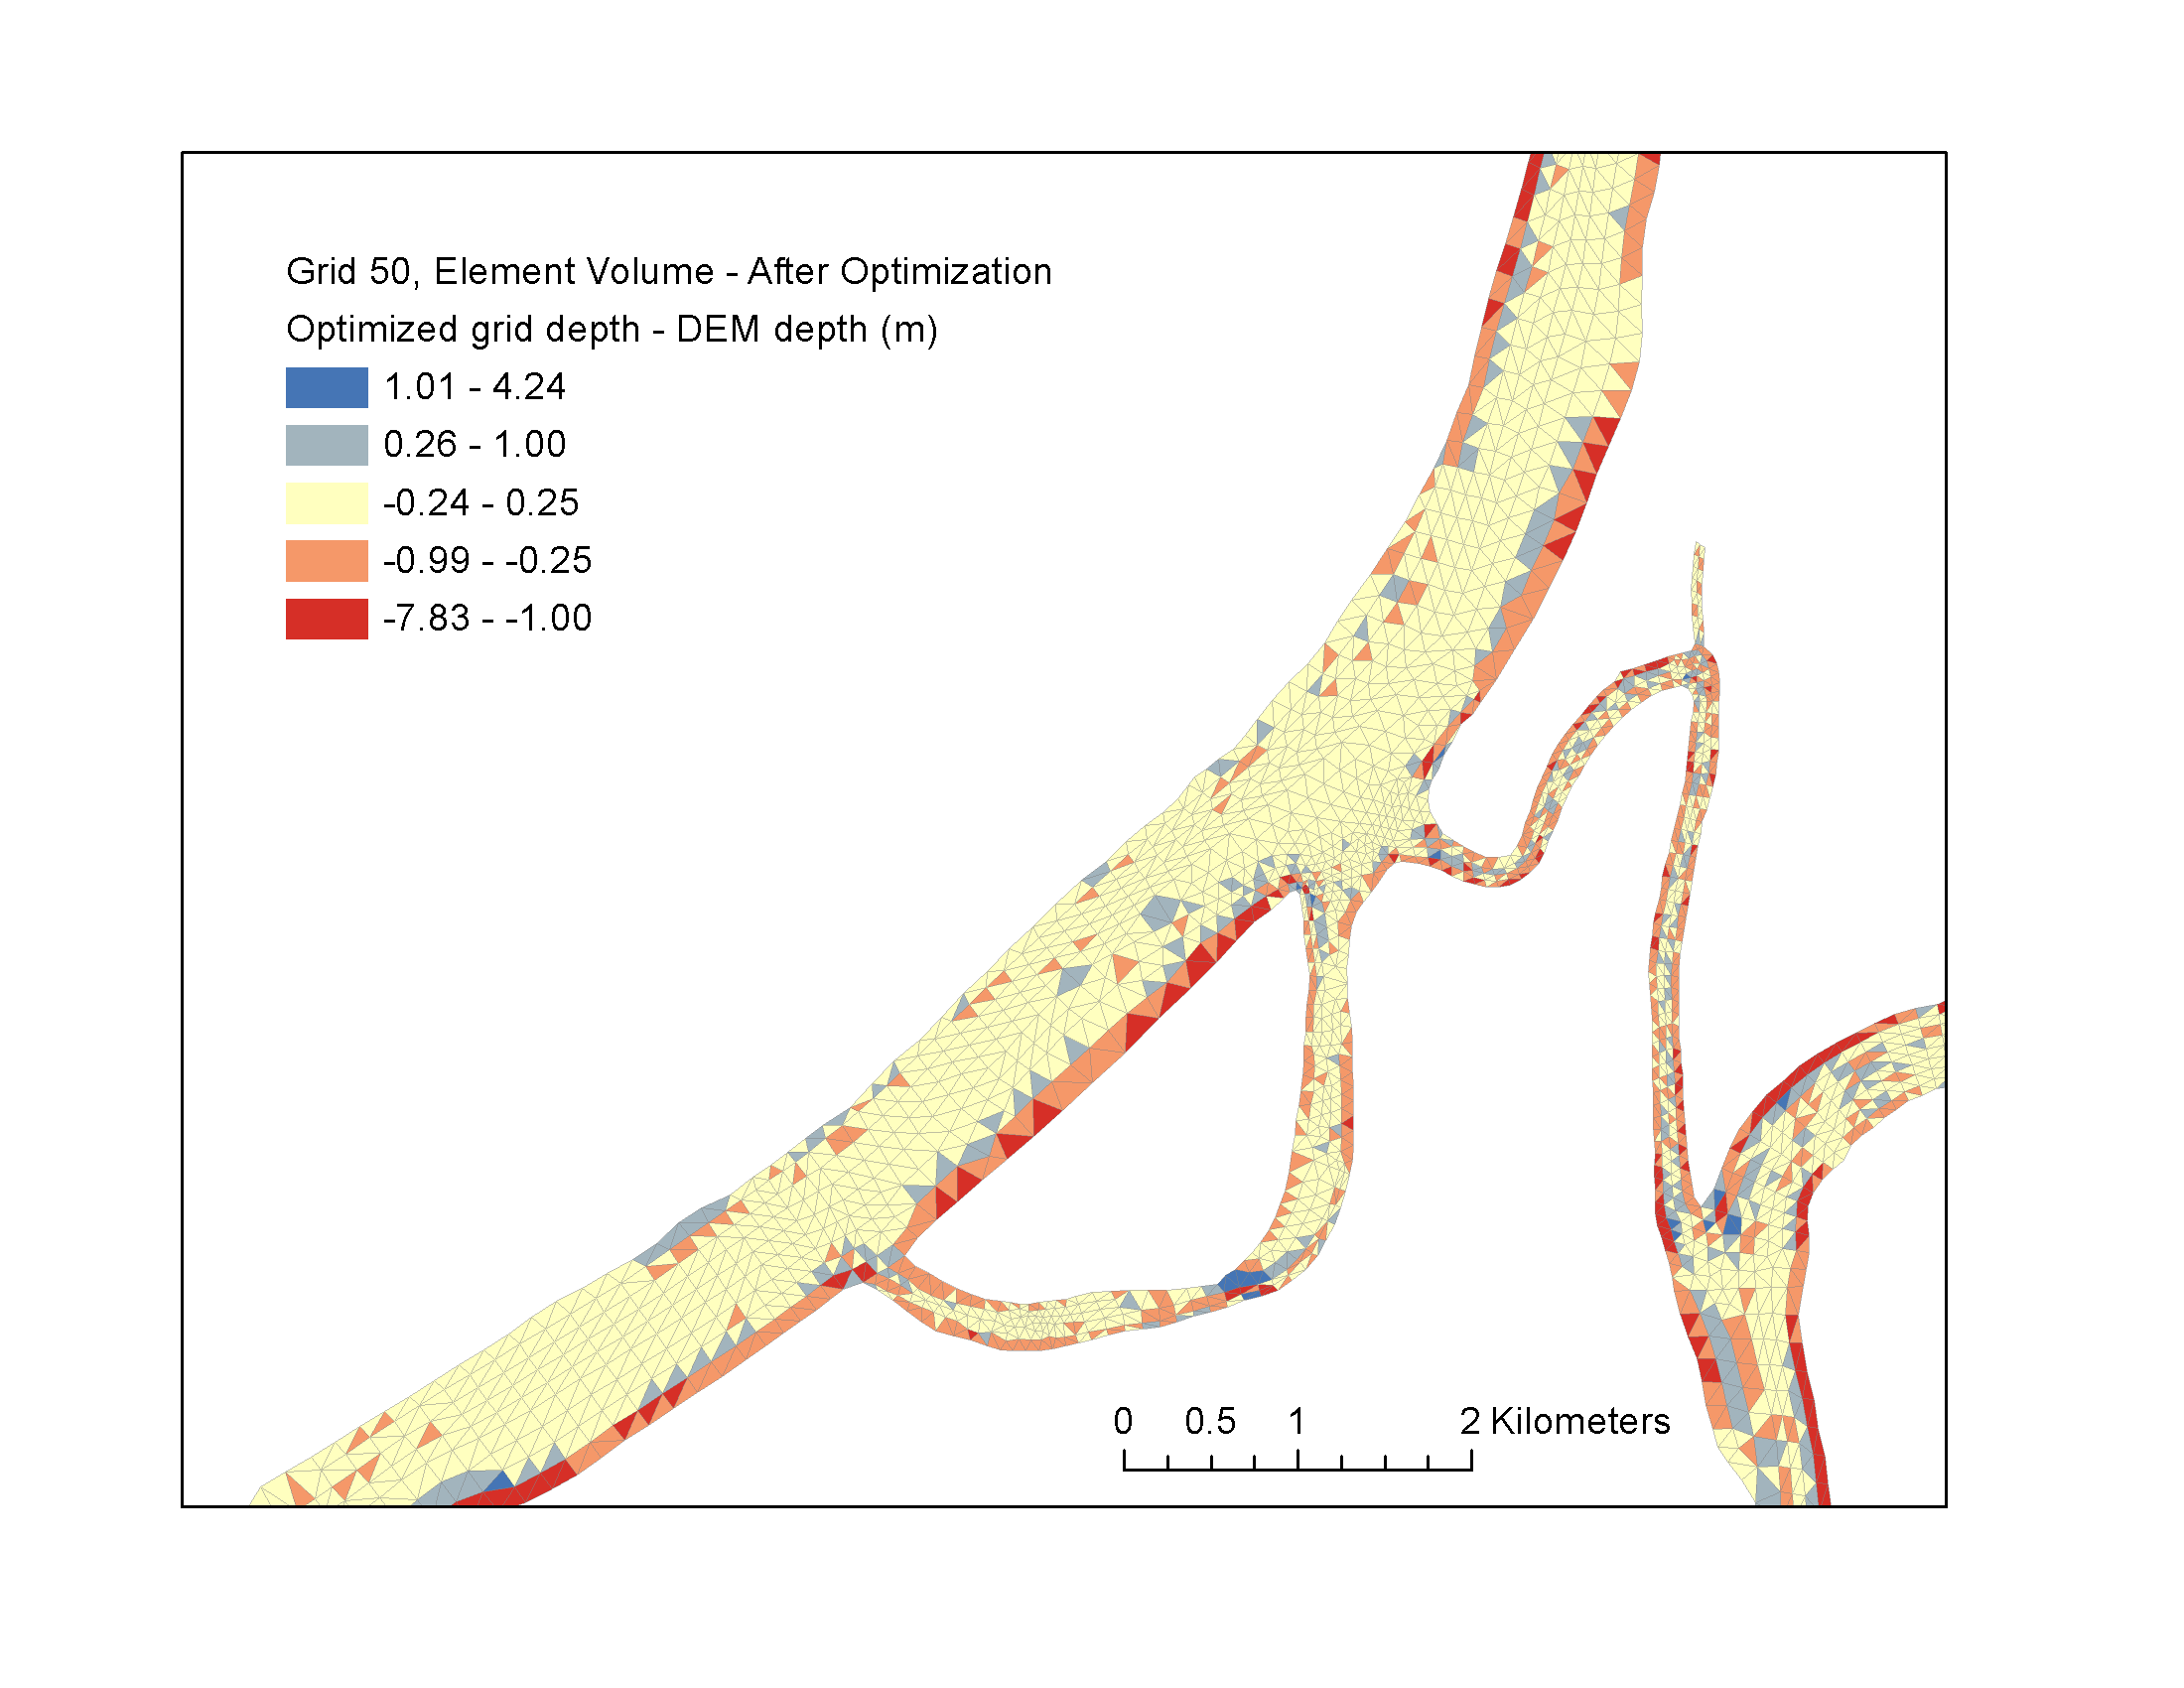 Grid 50, Element Volume - After Optimization
Optimized grid depth - DEM depth (m)
1.01 - 4.24
0.26 - 1.00
-0.24 - 0.25
-0.99 - -0.25
-7.83 - -1.00
0 0.5 1 2 Kilometers